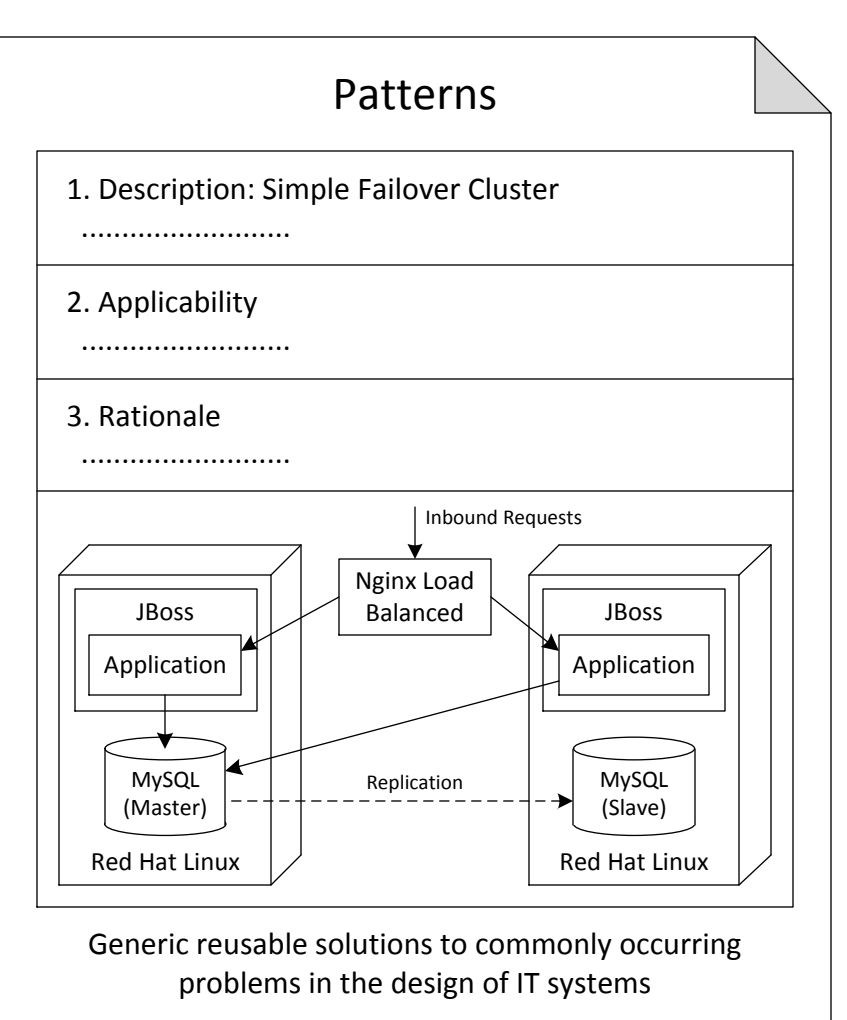 Patterns
1. Description: Simple Failover Cluster
..........................
2. Applicability
..........................
3. Rationale
..........................
Inbound Requests
Nginx Load
Balanced
JBoss
Application
MySQL
(Master)
Red Hat Linux
Replication
JBoss
Application
MySQL
(Slave)
Red Hat Linux
Generic reusable solutions to commonly occurring
problems in the design of IT systems